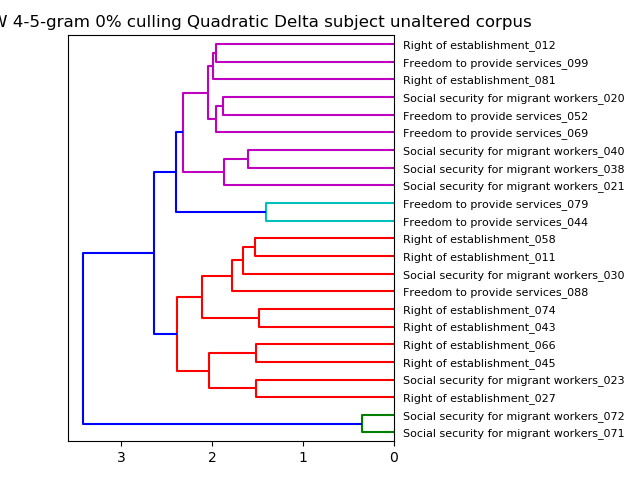 4-5-gram 0% culling Quadratic Delta subject unaltered corpus
Right of establishment_012
Freedom to provide services_099
Right of establishment_081
Social security for migrant workers_020
Freedom to provide services_052
Freedom to provide services_069
Social security for migrant workers_040
Social security for migrant workers_038
Social security for migrant workers_021
Freedom to provide services_079
Freedom to provide services_044
Right of establishment_058
Right of establishment_011
Social security for migrant workers_030
Freedom to provide services_088
Right of establishment_074
Right of establishment_043
Right of establishment_066
Right of establishment_045
Social security for migrant workers_023
Right of establishment_027
Social security for migrant workers_072
Social security for migrant workers_071
3 2 1 0